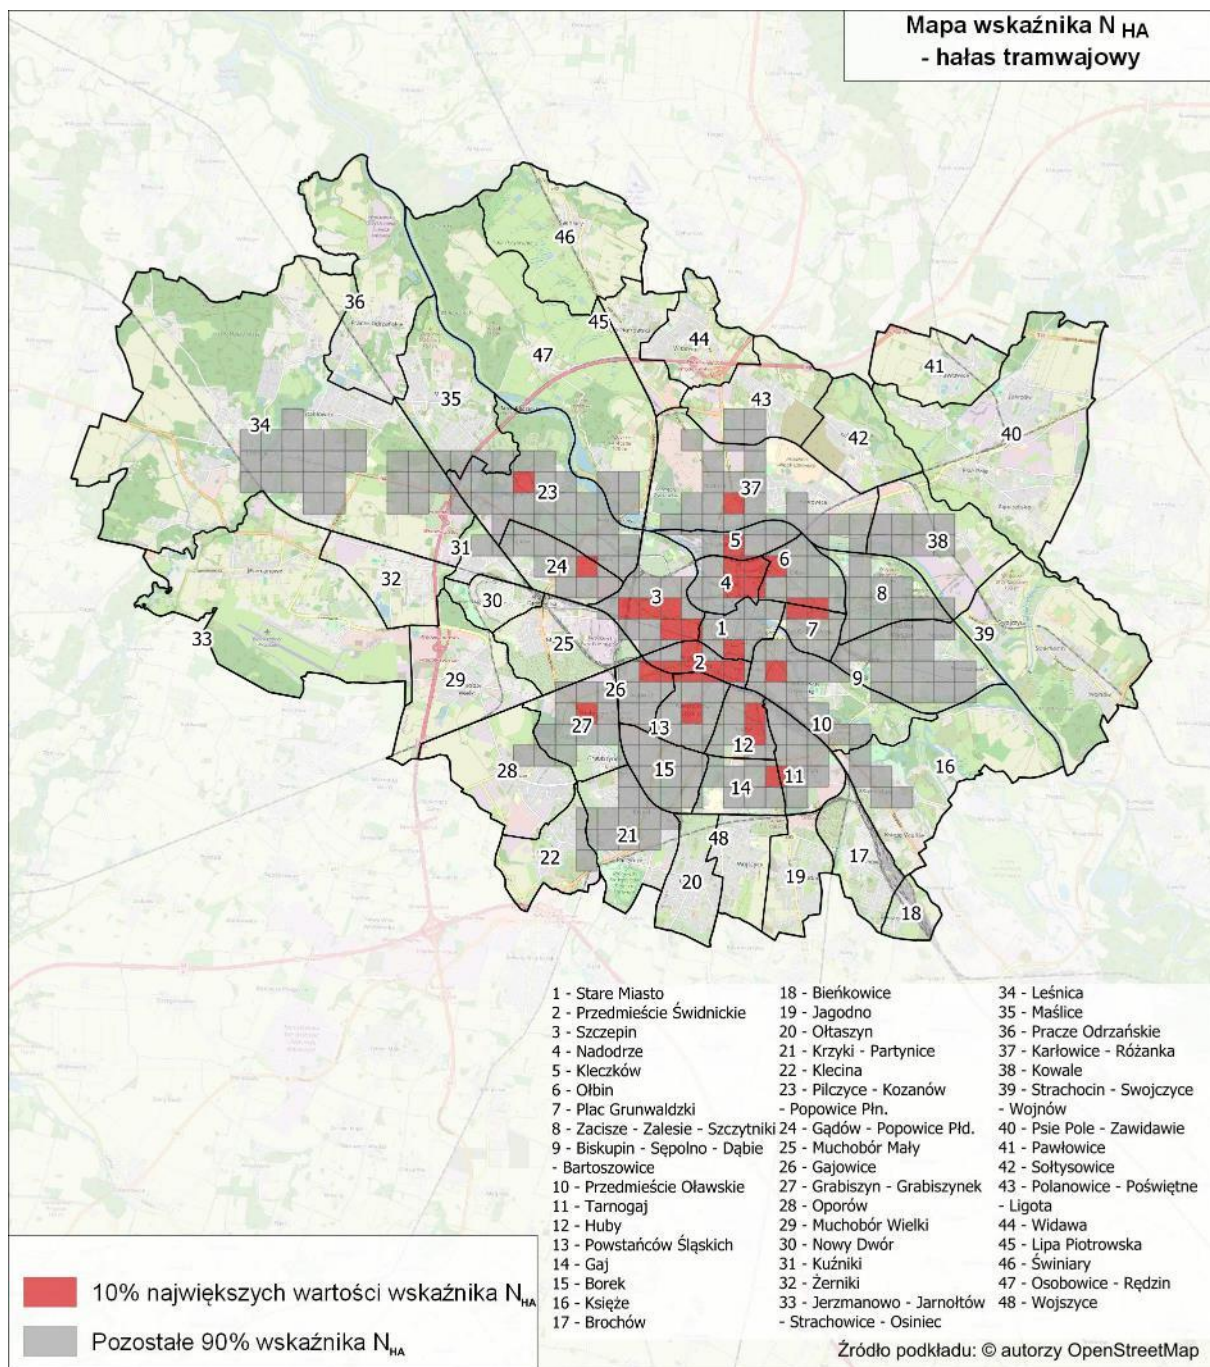 Mapa wskaźnika N HA
- hałas tramwajowy
46
36
45
44
47
41
35
43
34
42
40
23
37
31
5
38
24
6
32
4
8
30
3
33
1
7
39
25
2
29
9
26
27
13
10
12
28
15
11
16
14
21
48
22
17
20
19
18
1 - Stare Miasto
2 - Przedmieście Świdnickie
3 - Szczepin
4 - Nadodrze
5 - Kleczków
6 - Ołbin
7 - Plac Grunwaldzki
8 - Zacisze - Zalesie - Szczytniki
9 - Biskupin - Sępolno - Dąbie
- Bartoszowice
10 - Przedmieście Oławskie
11 - Tarnogaj
12 - Huby
13 - Powstańców Śląskich
14 - Gaj
15 - Borek
16 - Księże
17 - Brochów
18 - Bieńkowice
19 - Jagodno
20 - Ołtaszyn
21 - Krzyki - Partynice
22 - Klecina
23 - Pilczyce - Kozanów
- Popowice Płn.
24 - Gądów - Popowice Płd.
25 - Muchobór Mały
26 - Gajowice
27 - Grabiszyn - Grabiszynek
28 - Oporów
29 - Muchobór Wielki
30 - Nowy Dwór
31 - Kuźniki
32 - Żerniki
33 - Jerzmanowo - Jarnołtów
- Strachowice - Osiniec
34 - Leśnica
35 - Maślice
36 - Pracze Odrzańskie
37 - Karłowice - Różanka
38 - Kowale
39 - Strachocin - Swojczyce
- Wojnów
40 - Psie Pole - Zawidawie
41 - Pawłowice
42 - Sołtysowice
43 - Polanowice - Poświętne
- Ligota
44 - Widawa
45 - Lipa Piotrowska
46 - Świniary
47 - Osobowice - Rędzin
48 - Wojszyce
10% największych wartości wskaźnika N HA
Pozostałe 90% wskaźnika N HA
Źródło podkładu: © autorzy OpenStreetMap